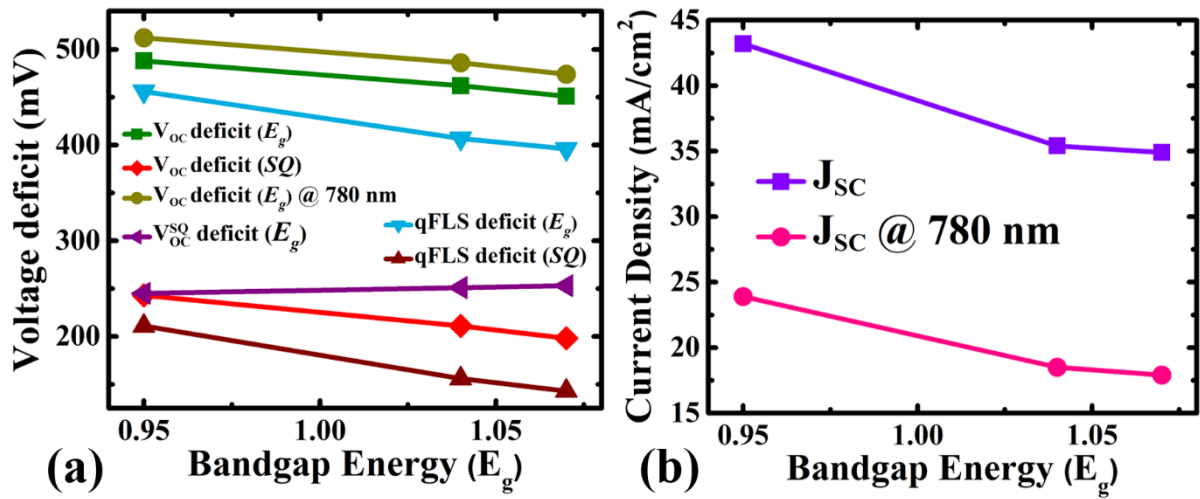 Voltage deficit (mV)
500
400
300
200
V_OC deficit (E_g)
V_OC deficit (SQ)
V_OC deficit (E_g) @ 780 nm
V_OC^SQ deficit (E_g)
qFLS deficit (E_g)
qFLS deficit (SQ)
0.95 1.00 1.05
Bandgap Energy (E_g)
(a)
Current Density (mA/cm²)
45
40
35
30
25
20
15
J_SC
J_SC @ 780 nm
0.95 1.00 1.05
Bandgap Energy (E_g)
(b)